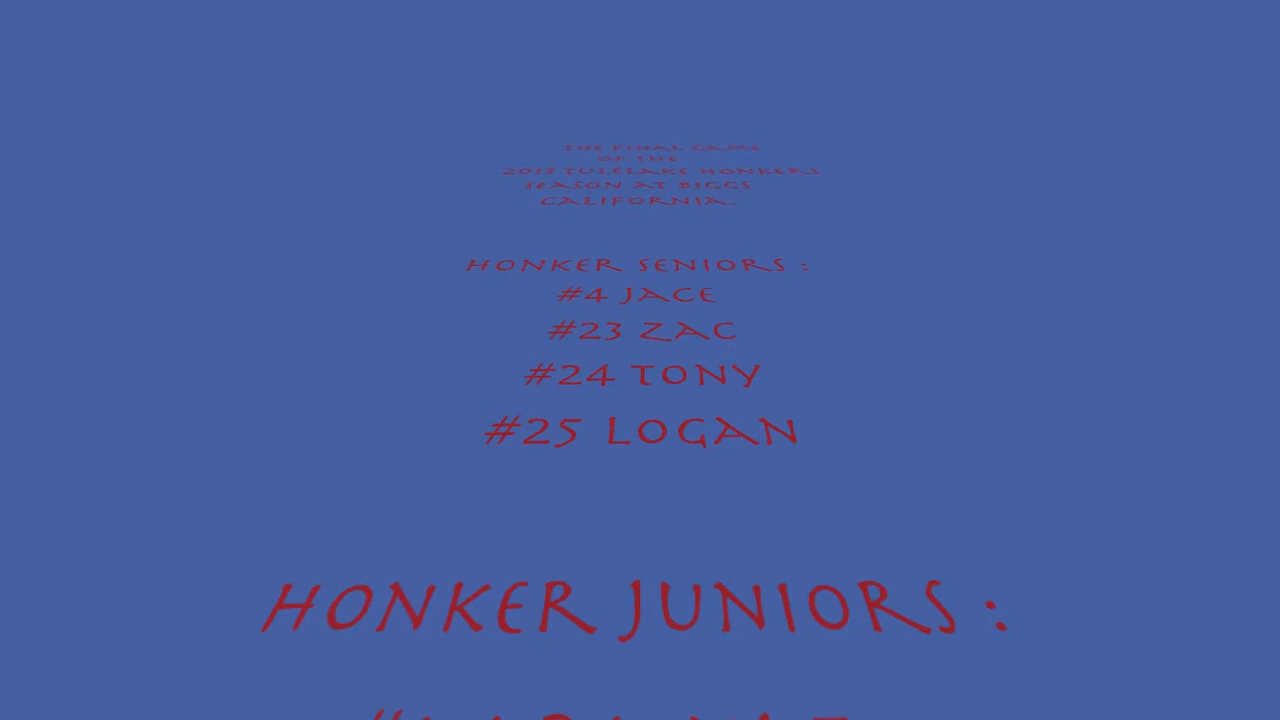 THE FINAL GAME
OF THE
2013 TULELAKE HONKERS
SEASON AT BIGGS
CALIFORNIA.
HONKER SENIORS :
#4 JACE
#23 ZAC
#24 TONY
#25 LOGAN
HONKER JUNIORS :